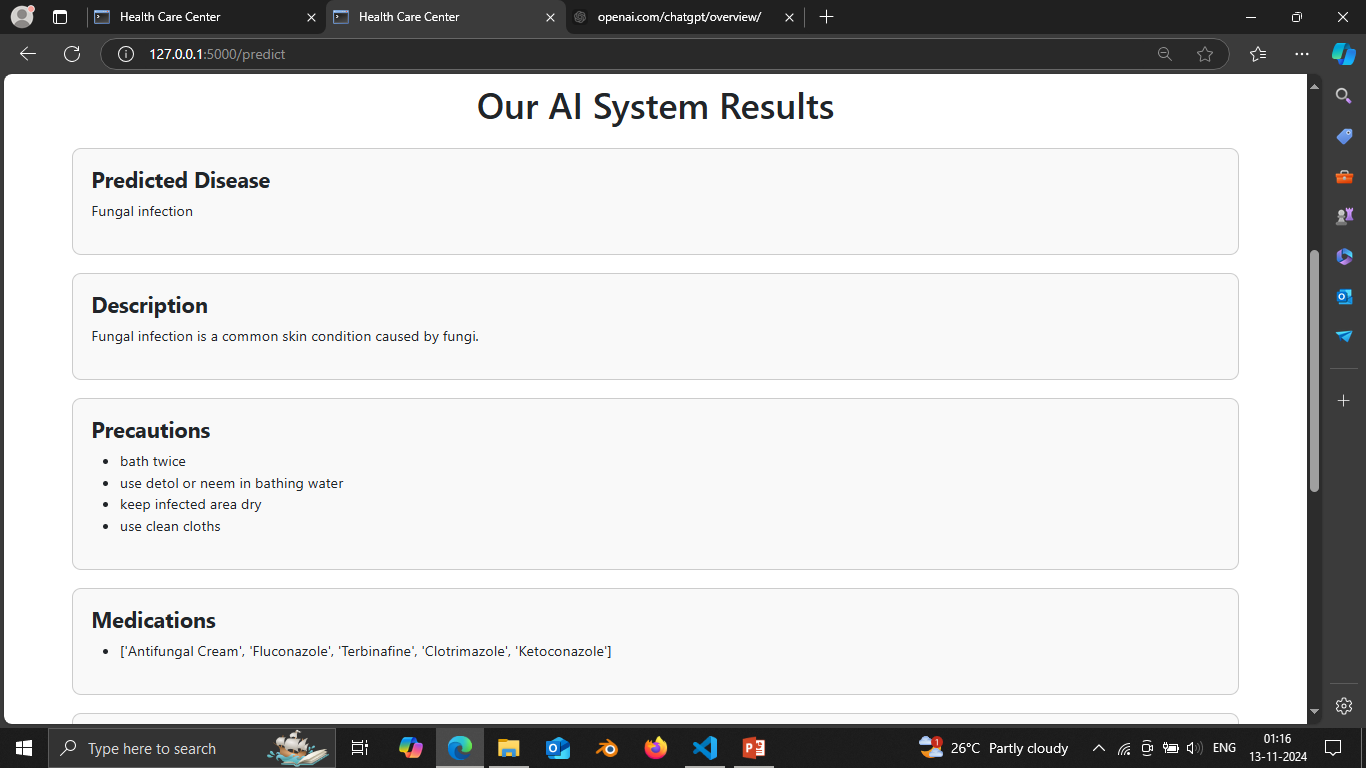 Health Care Center
Health Care Center
openai.com/chatgpt/overview/
127.0.0.1:5000/predict
Our AI System Results
Predicted Disease
Fungal infection
Description
Fungal infection is a common skin condition caused by fungi.
Precautions
bath twice
use detol or neem in bathing water
keep infected area dry
use clean cloths
Medications
['Antifungal Cream', 'Fluconazole', 'Terbinafine', 'Clotrimazole', 'Ketoconazole']
Type here to search
1
26°C Partly cloudy
ENG
01:16
13-11-2024